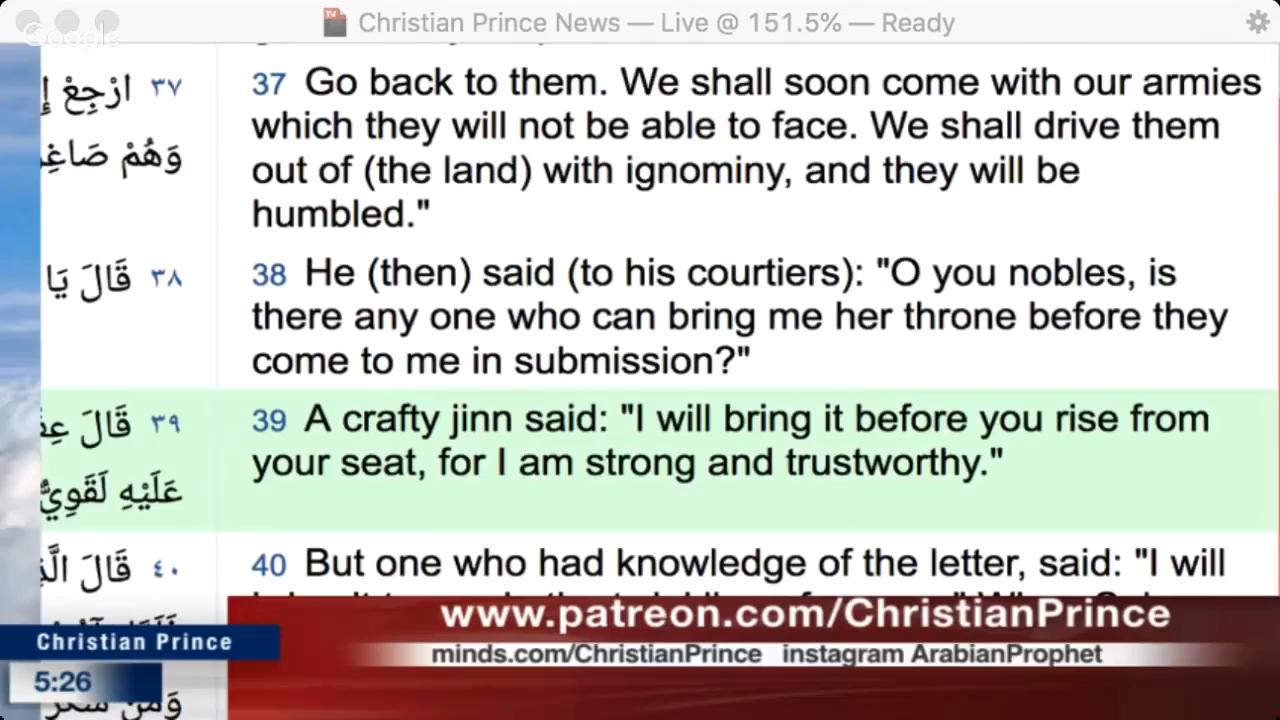 Christian Prince News — Live @ 151.5% — Ready
Google
37 Go back to them. We shall soon come with our armies
which they will not be able to face. We shall drive them
out of (the land) with ignominy, and they will be
humbled."
٣٧ ارْجِعْ إِ
وَهُمْ صَاغِر
38 He (then) said (to his courtiers): "O you nobles, is
there any one who can bring me her throne before they
come to me in submission?"
٣٨ قَالَ يَا
39 A crafty jinn said: "I will bring it before you rise from
your seat, for I am strong and trustworthy."
٣٩ قَالَ عِف
عَلَيْهِ لَقَوِيٌّ
40 But one who had knowledge of the letter, said: "I will
٤٠ قَالَ الَّذِ
www.patreon.com/ChristianPrince
Christian Prince
minds.com/ChristianPrince instagram ArabianProphet
5:26